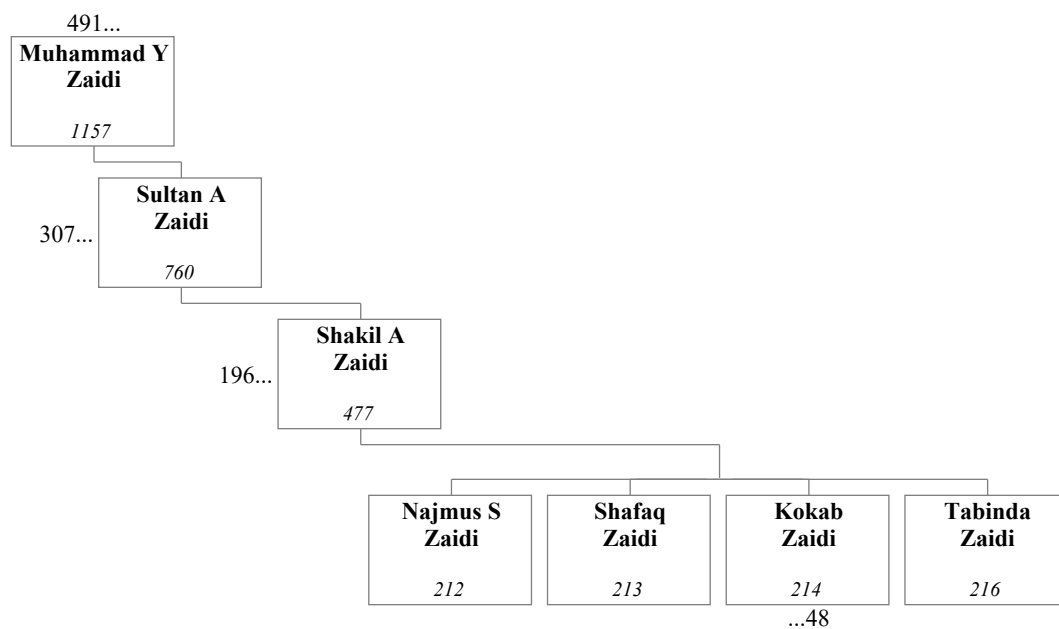 491...
Muhammad Y
Zaidi
1157
Sultan A
Zaidi
307...
760
Shakil A
Zaidi
196...
477
Najmus S
Zaidi
212
Shafaq
Zaidi
213
Kokab
Zaidi
214
...48
Tabinda
Zaidi
216